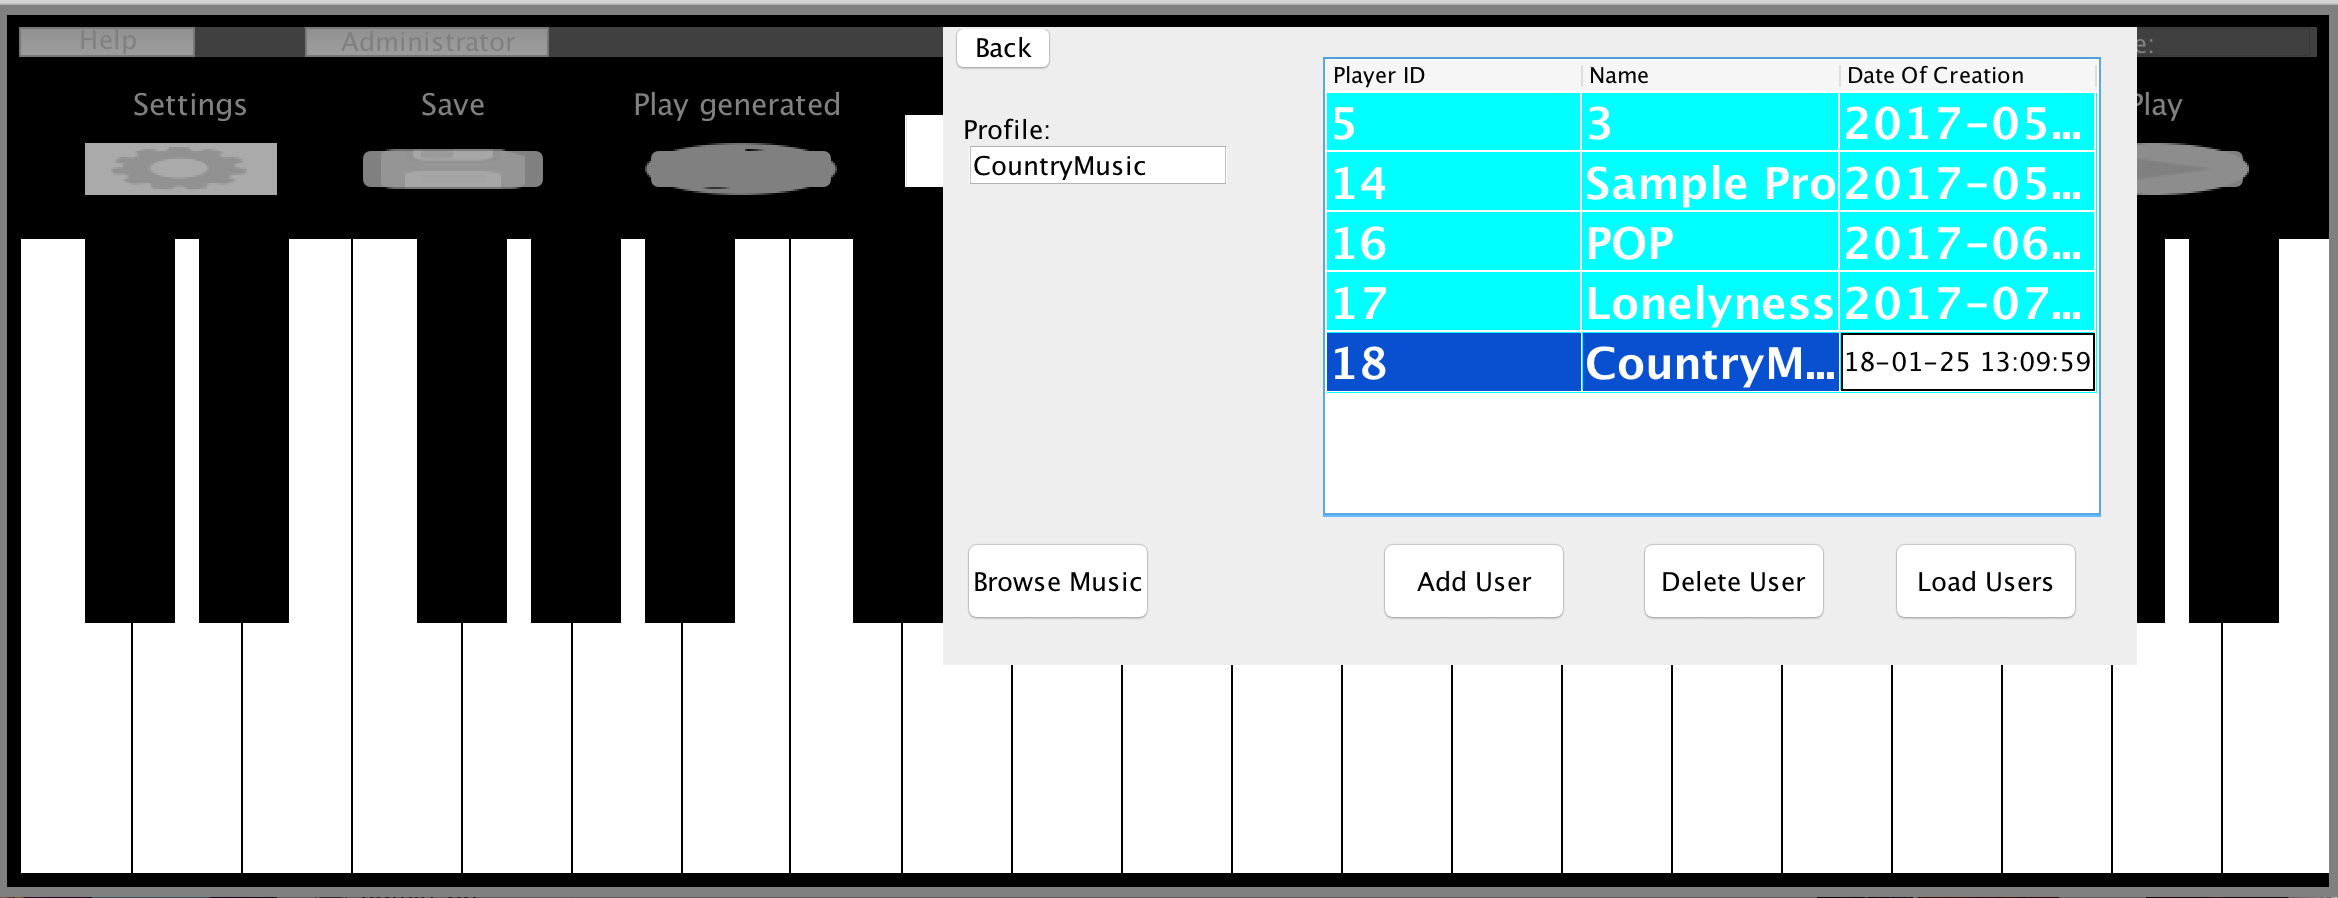 Help
Administrator
Back
e:
Settings
Save
Play generated
Play
Profile:
CountryMusic
Player ID
Name
Date Of Creation
5
3
2017-05...
14
Sample Pro
2017-05...
16
POP
2017-06...
17
Lonelyness
2017-07...
18
CountryM...
18-01-25 13:09:59
Browse Music
Add User
Delete User
Load Users